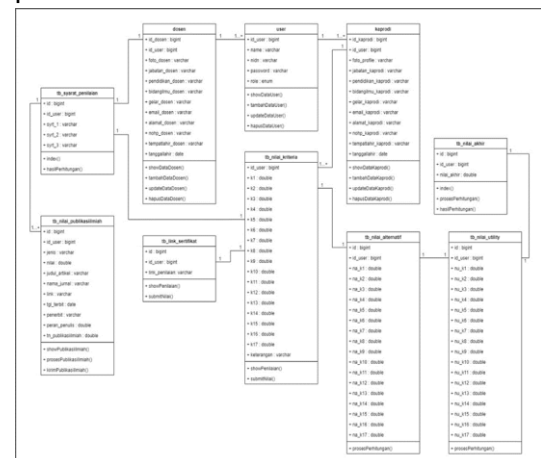 dosen
+ id_dosen : bigint
+ id_user : bigint
+ foto_dosen : varchar
+ jabatan_dosen : varchar
+ pendidikan_dosen : varchar
+ bidangilmu_dosen : varchar
+ gelar_dosen : varchar
+ email_dosen : varchar
+ alamat_dosen : varchar
+ nohp_dosen : varchar
+ tempatlahir_dosen : varchar
+ tanggallahir : date
+ showDataDosen()
+ tambahDataDosen()
+ updateDataDosen()
+ hapusDataDosen()
user
+ id_user : bigint
+ name : varchar
+ nidn : varchar
+ password : varchar
+ role : enum
+ showDataUser()
+ tambahDataUser()
+ updateDataUser()
+ hapusDataUser()
kaprodi
+ id_kaprodi : bigint
+ id_user : bigint
+ foto_profile : varchar
+ jabatan_kaprodi : varchar
+ pendidikan_kaprodi : varchar
+ bidangilmu_kaprodi : varchar
+ gelar_kaprodi : varchar
+ email_kaprodi : varchar
+ alamat_kaprodi : varchar
+ nohp_kaprodi : varchar
+ tempatlahir_kaprodi : varchar
+ tanggallahir : date
+ showDataKaprodi()
+ tambahDataKaprodi()
+ updateDataKaprodi()
+ hapusDataKaprodi()
tb_syarat_penilaian
+ id : bigint
+ id_user : bigint
+ syrt_1 : varchar
+ syrt_2 : varchar
+ syrt_3 : varchar
+ index()
+ hasilPerhitungan()
tb_nilai_akhir
+ id : bigint
+ id_user : bigint
+ nilai_akhir : double
+ index()
+ prosesPerhitungan()
+ hasilPerhitungan()
tb_nilai_kriteria
+ id : bigint
+ id_user : bigint
+ k1 : double
+ k2 : double
+ k3 : double
+ k4 : double
+ k5 : double
+ k6 : double
+ k7 : double
+ k8 : double
+ k9 : double
+ k10 : double
+ k11 : double
+ k12 : double
+ k13 : double
+ k14 : double
+ k15 : double
+ k16 : double
+ k17 : double
+ keterangan : varchar
+ showPenilaian()
+ submitNilai()
tb_nilai_publikasiilmiah
+ id : bigint
+ id_user : bigint
+ jenis : varchar
+ nilai : double
+ judul_artikel : varchar
+ nama_jurnal : varchar
+ link : varchar
+ tgl_terbit : date
+ penerbit : varchar
+ peran_penulis : double
+ tn_publikasiilmiah : double
+ showPublikasiIlmiah()
+ prosesPublikasiIlmiah()
+ kirimPublikasiIlmiah()
tb_link_sertifikat
+ id : bigint
+ id_user : bigint
+ link_penilaian : varchar
+ showPenilaian()
+ submitNilai()
tb_nilai_alternatif
+ id : bigint
+ id_user : bigint
+ na_k1 : double
+ na_k2 : double
+ na_k3 : double
+ na_k4 : double
+ na_k5 : double
+ na_k6 : double
+ na_k7 : double
+ na_k8 : double
+ na_k9 : double
+ na_k10 : double
+ na_k11 : double
+ na_k12 : double
+ na_k13 : double
+ na_k14 : double
+ na_k15 : double
+ na_k16 : double
+ na_k17 : double
+ prosesPerhitungan()
tb_nilai_utility
+ id : bigint
+ id_user : bigint
+ nu_k1 : double
+ nu_k2 : double
+ nu_k3 : double
+ nu_k4 : double
+ nu_k5 : double
+ nu_k6 : double
+ nu_k7 : double
+ nu_k8 : double
+ nu_k9 : double
+ nu_k10 : double
+ nu_k11 : double
+ nu_k12 : double
+ nu_k13 : double
+ nu_k14 : double
+ nu_k15 : double
+ nu_k16 : double
+ nu_k17 : double
+ prosesPerhitungan()